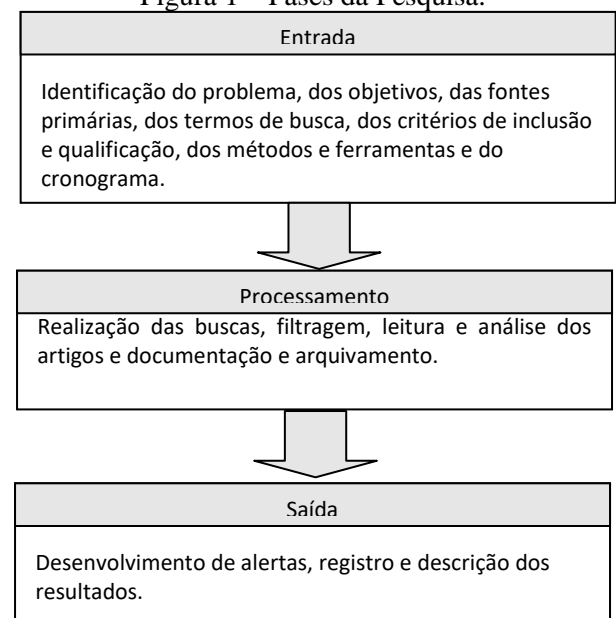 Figura 1 – Fases da Pesquisa.
Entrada
Identificação do problema, dos objetivos, das fontes
primárias, dos termos de busca, dos critérios de inclusão
e qualificação, dos métodos e ferramentas e do
cronograma.
Processamento
Realização das buscas, filtragem, leitura e análise dos
artigos e documentação e arquivamento.
Saída
Desenvolvimento de alertas, registro e descrição dos
resultados.